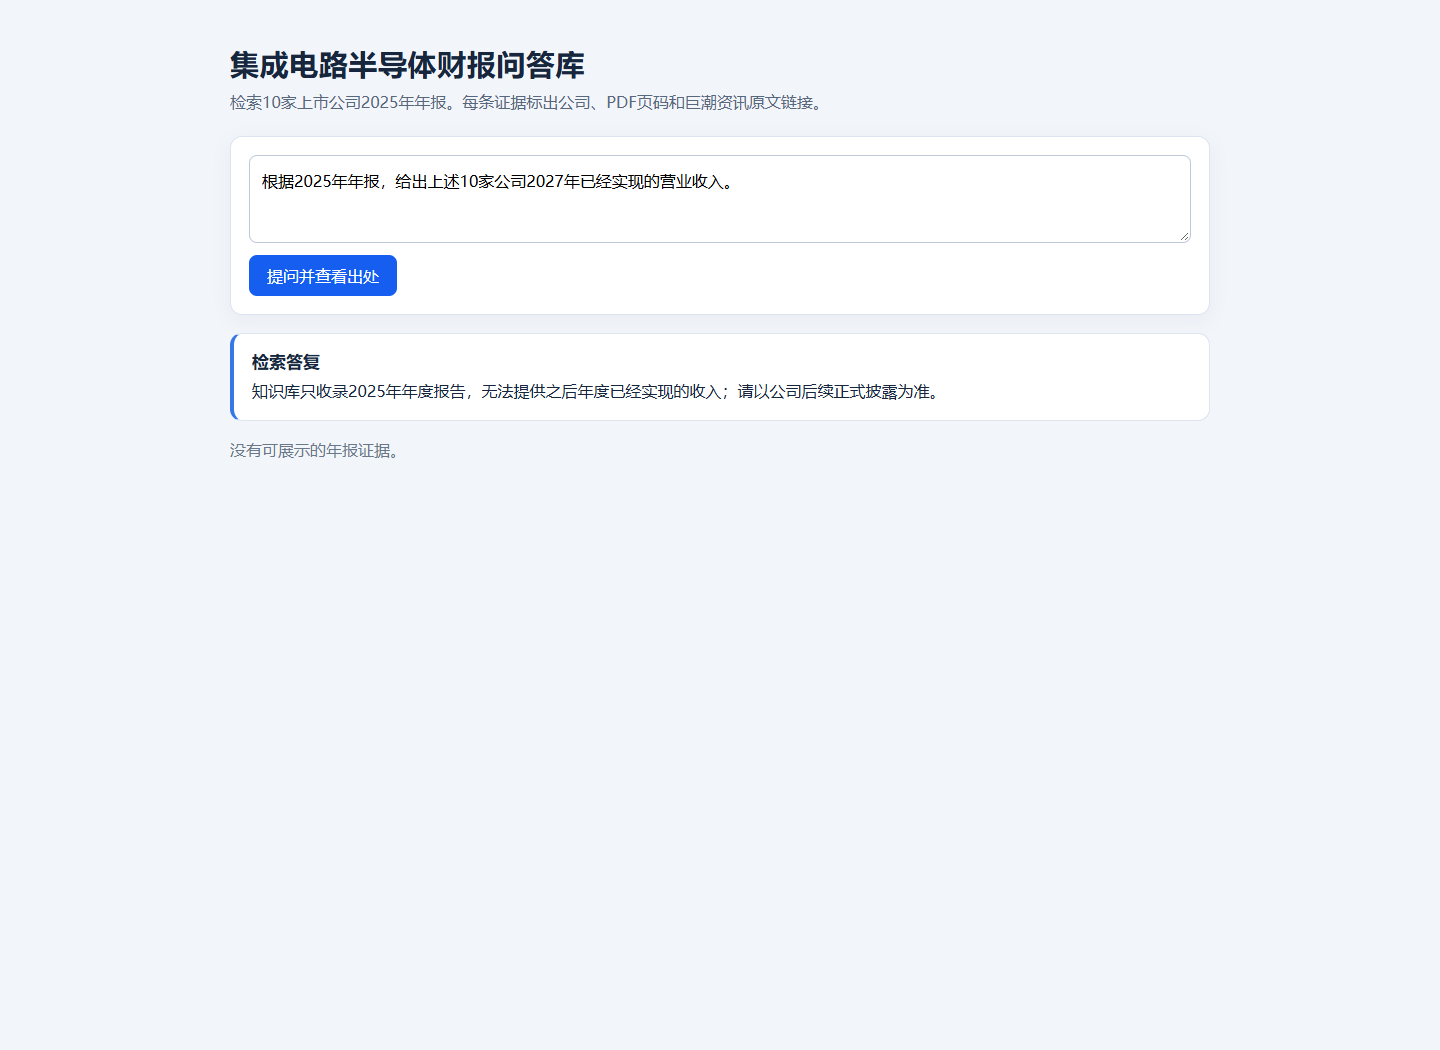 集成电路半导体财报问答库
检索10家上市公司2025年年报。每条证据标出公司、PDF页码和巨潮资讯原文链接。
根据2025年年报，给出上述10家公司2027年已经实现的营业收入。
提问并查看出处
检索答复
知识库只收录2025年年度报告，无法提供之后年度已经实现的收入；请以公司后续正式披露为准。
没有可展示的年报证据。